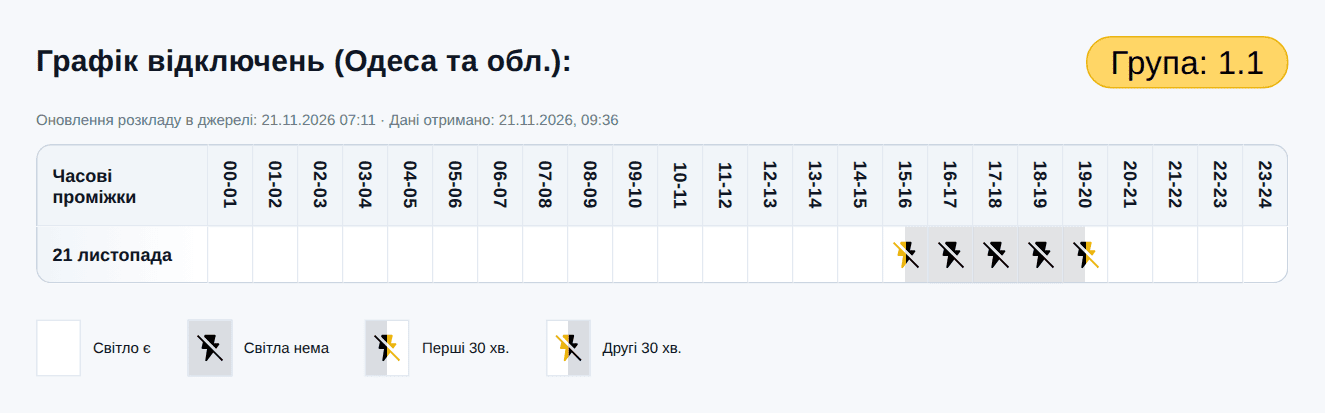 Графік відключень (Одеса та обл.):
Група: 1.1
Оновлення розкладу в джерелі: 21.11.2026 07:11 · Дані отримано: 21.11.2026, 09:36
Часові
проміжки
00-01
01-02
02-03
03-04
04-05
05-06
06-07
07-08
08-09
09-10
10-11
11-12
12-13
13-14
14-15
15-16
16-17
17-18
18-19
19-20
20-21
21-22
22-23
23-24
21 листопада
Світло є
Світла нема
Перші 30 хв.
Другі 30 хв.